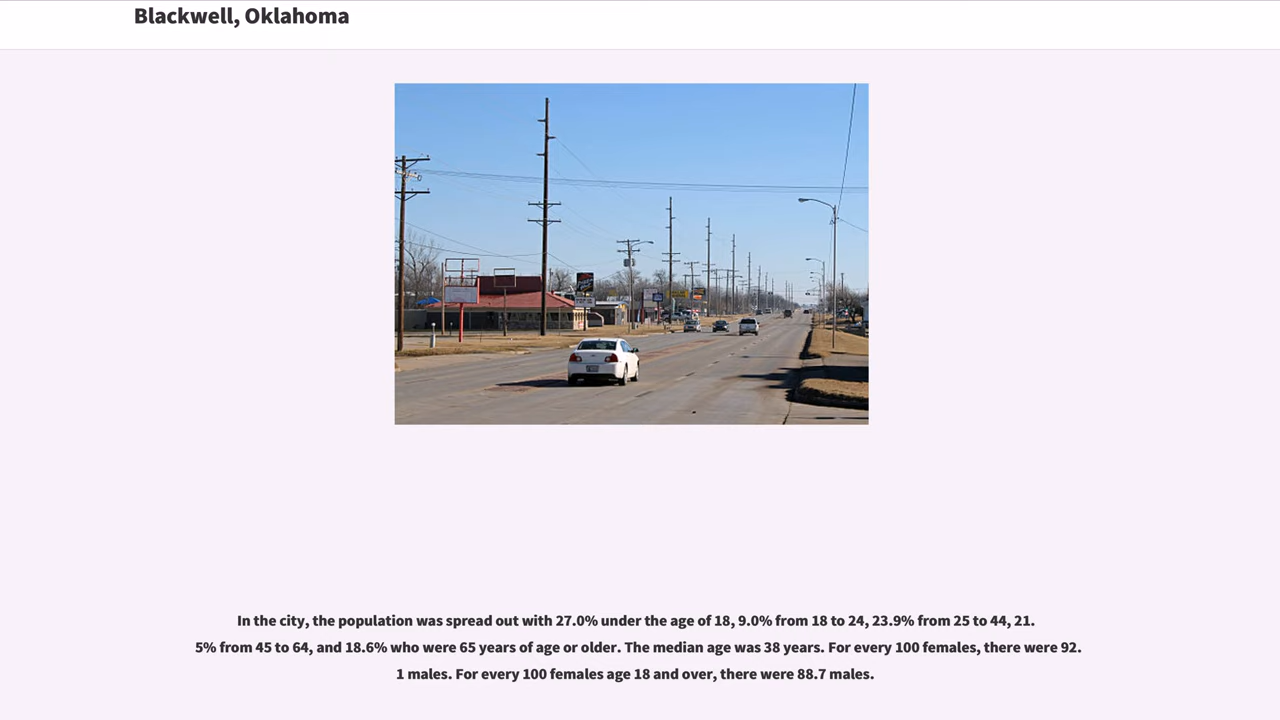 Blackwell, Oklahoma
In the city, the population was spread out with 27.0% under the age of 18, 9.0% from 18 to 24, 23.9% from 25 to 44, 21.
5% from 45 to 64, and 18.6% who were 65 years of age or older. The median age was 38 years. For every 100 females, there were 92.
1 males. For every 100 females age 18 and over, there were 88.7 males.